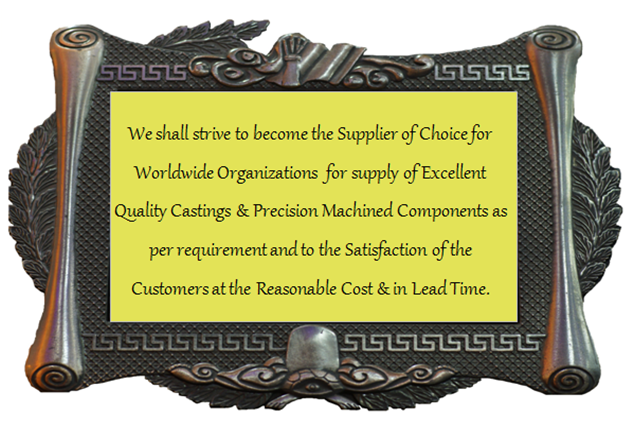 We shall strive to become the Supplier of Choice for
Worldwide Organizations for supply of Excellent
Quality Castings & Precision Machined Components as
per requirement and to the Satisfaction of the
Customers at the Reasonable Cost & in Lead Time.